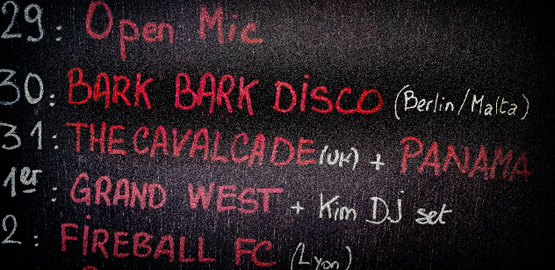 29: Open Mic
30: BARK BARK DISCO (Berlin/Malta)
31: THE CAVALCADE (UK) + PANAMA
1er: GRAND WEST + Kim DJ set
2: FIREBALL FC (Lyon)